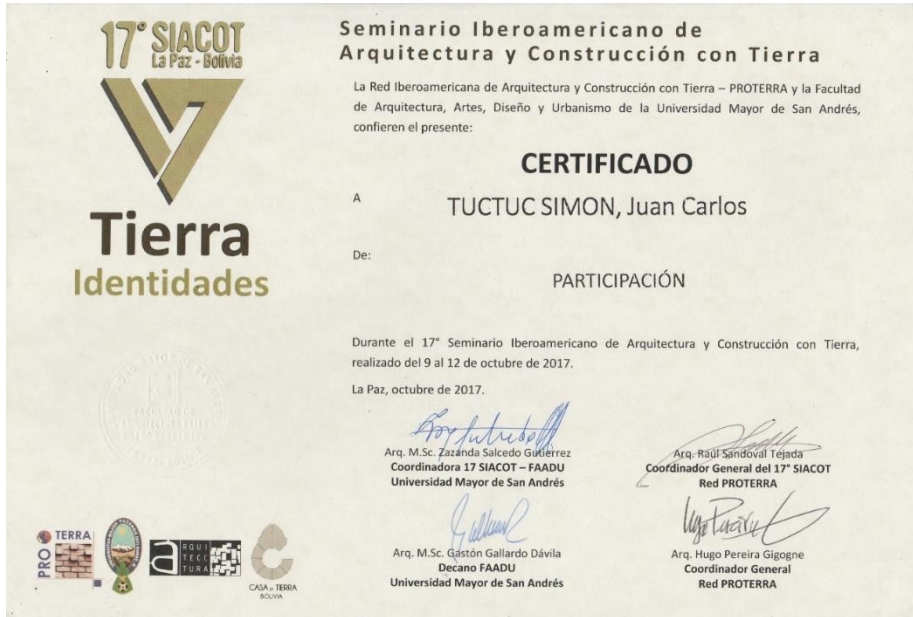 17° SIACOT
La Paz - Bolivia
Tierra
Identidades
Seminario Iberoamericano de
Arquitectura y Construcción con Tierra
La Red Iberoamericana de Arquitectura y Construcción con Tierra – PROTERRA y la Facultad
de Arquitectura, Artes, Diseño y Urbanismo de la Universidad Mayor de San Andrés,
confieren el presente:
CERTIFICADO
A
TUCTUC SIMON, Juan Carlos
De:
PARTICIPACIÓN
Durante el 17° Seminario Iberoamericano de Arquitectura y Construcción con Tierra,
realizado del 9 al 12 de octubre de 2017.
La Paz, octubre de 2017.
Arq. M.Sc. Zazanda Salcedo Gutierrez
Coordinadora 17 SIACOT – FAADU
Universidad Mayor de San Andrés
Arq. Raúl Sandoval Tejada
Coordinador General del 17° SIACOT
Red PROTERRA
Arq. M.Sc. Gastón Gallardo Dávila
Decano FAADU
Universidad Mayor de San Andrés
Arq. Hugo Pereira Gigogne
Coordinador General
Red PROTERRA
PRO TERRA
ARQUI
TECC
TURA
CASA de TIERRA
BOLIVIA